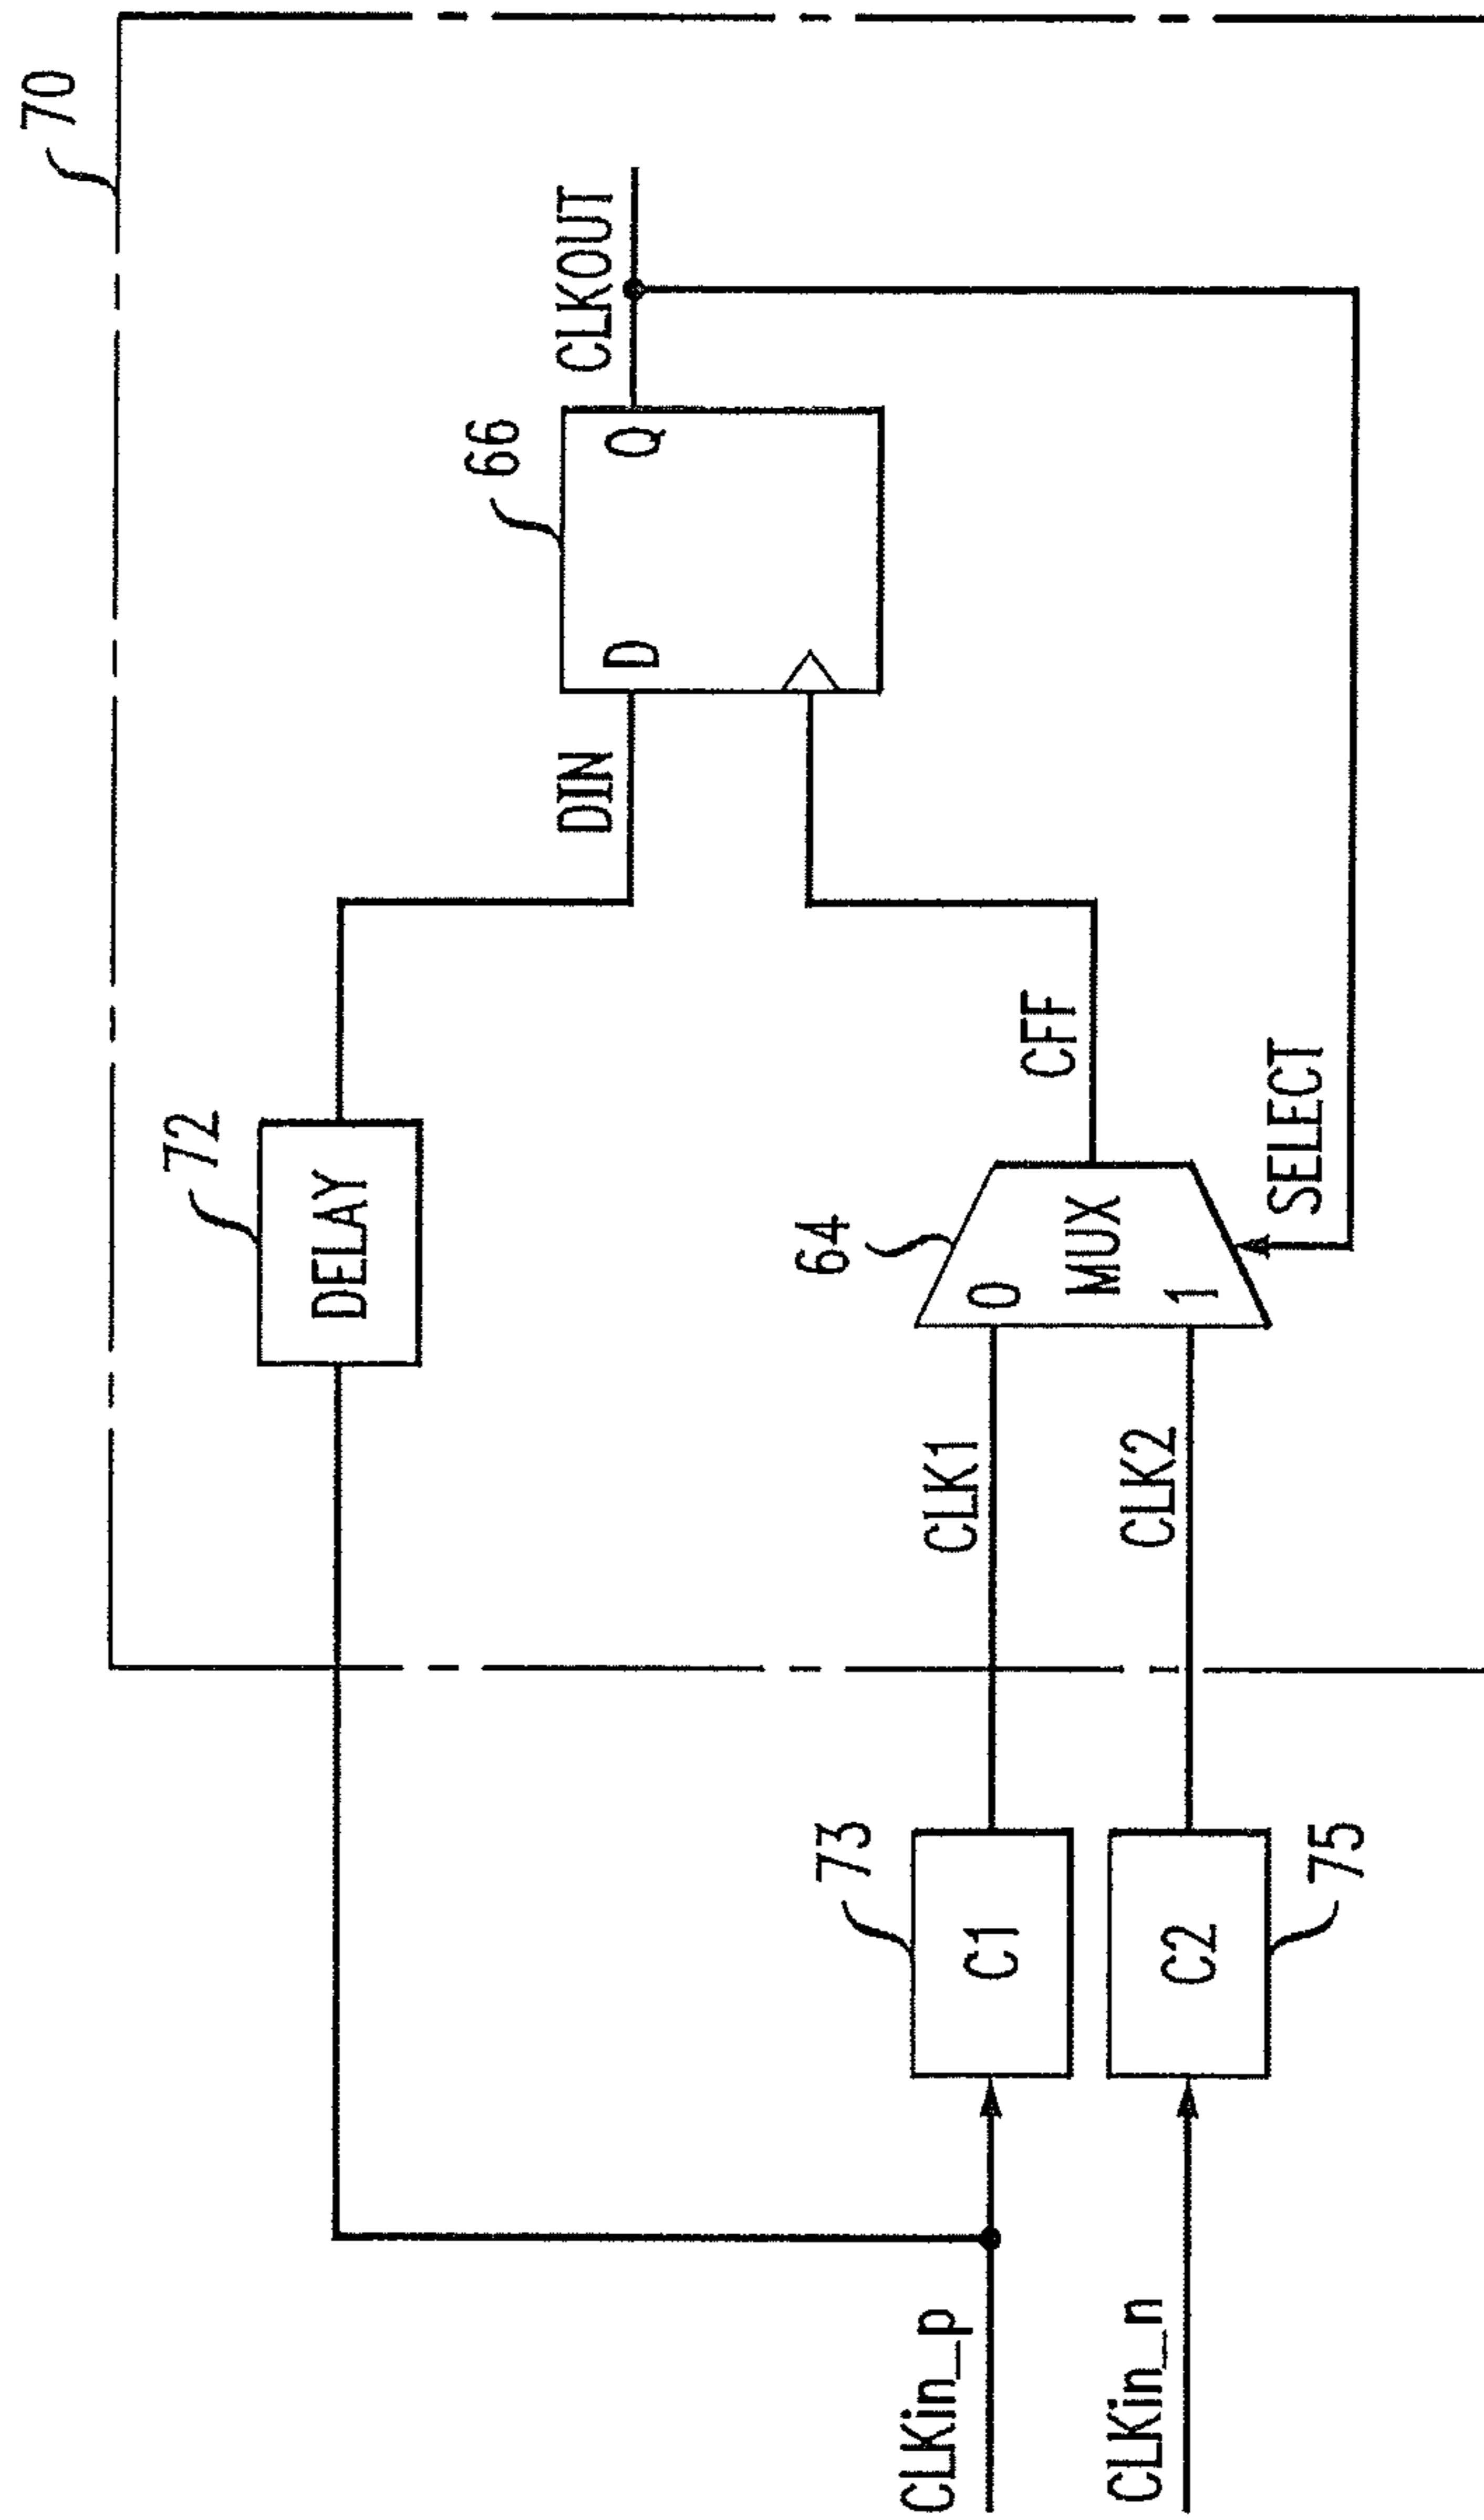 70
72
DELAY
66
D
Q
CLKOUT
DIN
CFF
64
0
MUX
1
SELECT
CLK1
CLK2
73
C1
C2
75
CLKin_p
CLKin_n